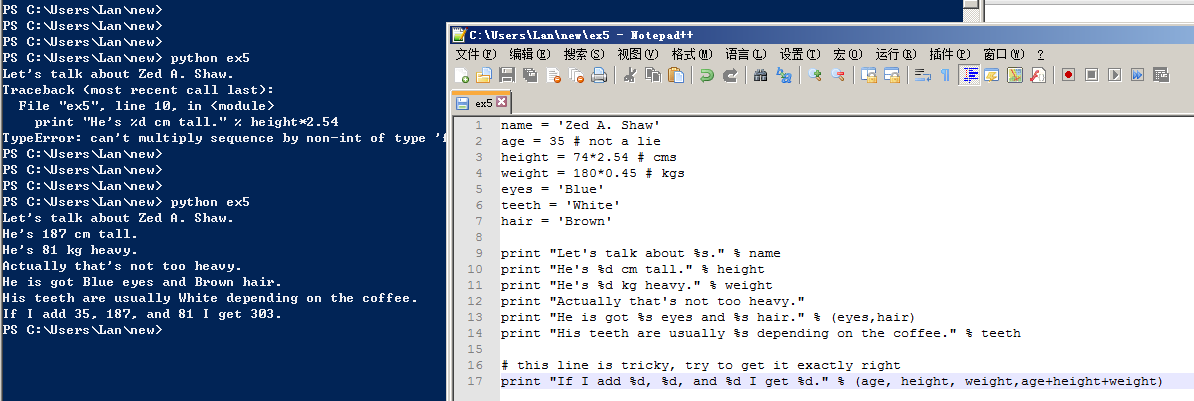 PS C:\Users\Lan\new>
PS C:\Users\Lan\new>
PS C:\Users\Lan\new>
PS C:\Users\Lan\new> python ex5
Let's talk about Zed A. Shaw.
Traceback (most recent call last):
  File "ex5", line 10, in <module>
    print "He's %d cm tall." % height*2.54
TypeError: can't multiply sequence by non-int of type 'f
PS C:\Users\Lan\new>
PS C:\Users\Lan\new>
PS C:\Users\Lan\new>
PS C:\Users\Lan\new> python ex5
Let's talk about Zed A. Shaw.
He's 187 cm tall.
He's 81 kg heavy.
Actually that's not too heavy.
He is got Blue eyes and Brown hair.
His teeth are usually White depending on the coffee.
If I add 35, 187, and 81 I get 303.
PS C:\Users\Lan\new>
C:\Users\Lan\new\ex5 - Notepad++
文件(F) 编辑(E) 搜索(S) 视图(V) 格式(M) 语言(L) 设置(T) 宏(O) 运行(R) 插件(P) 窗口(W) ?
ex5
1 name = 'Zed A. Shaw'
2 age = 35 # not a lie
3 height = 74*2.54 # cms
4 weight = 180*0.45 # kgs
5 eyes = 'Blue'
6 teeth = 'White'
7 hair = 'Brown'
8
9 print "Let's talk about %s." % name
10 print "He's %d cm tall." % height
11 print "He's %d kg heavy." % weight
12 print "Actually that's not too heavy."
13 print "He is got %s eyes and %s hair." % (eyes,hair)
14 print "His teeth are usually %s depending on the coffee." % teeth
15
16 # this line is tricky, try to get it exactly right
17 print "If I add %d, %d, and %d I get %d." % (age, height, weight,age+height+weight)